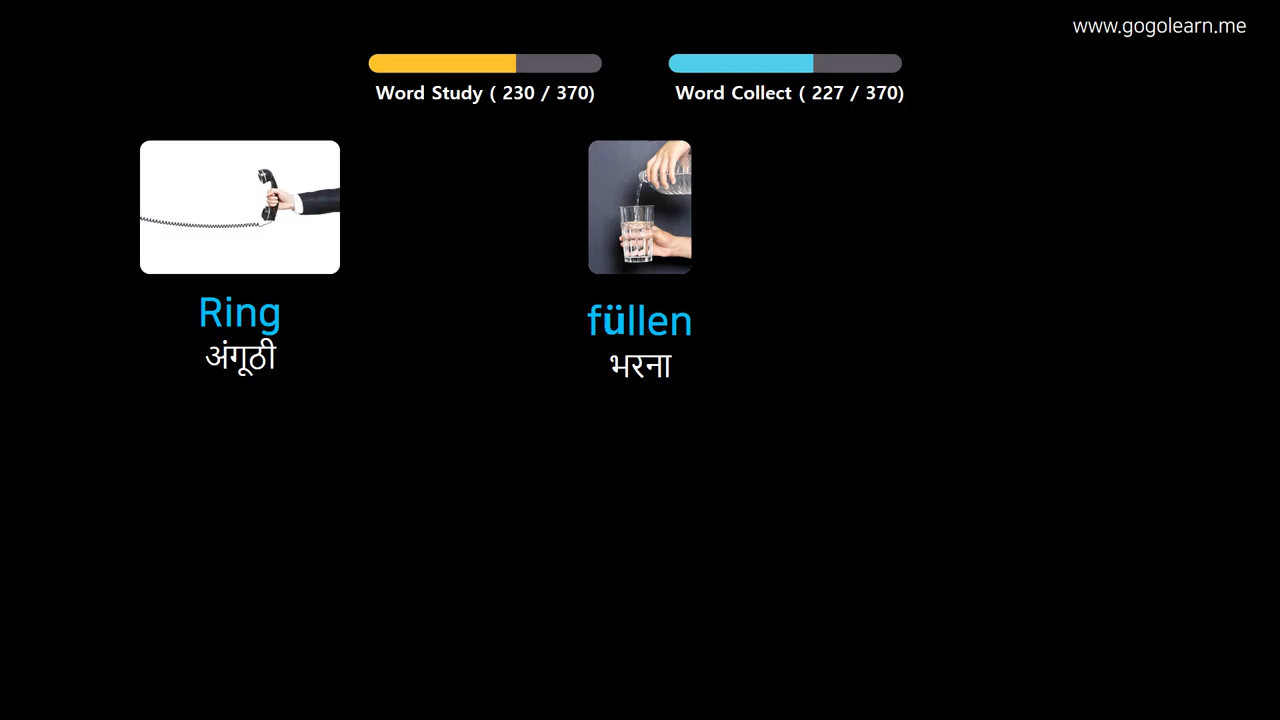 www.gogolearn.me
Word Study ( 230 / 370)
Word Collect ( 227 / 370)
Ring
अंगूठी
füllen
भरना